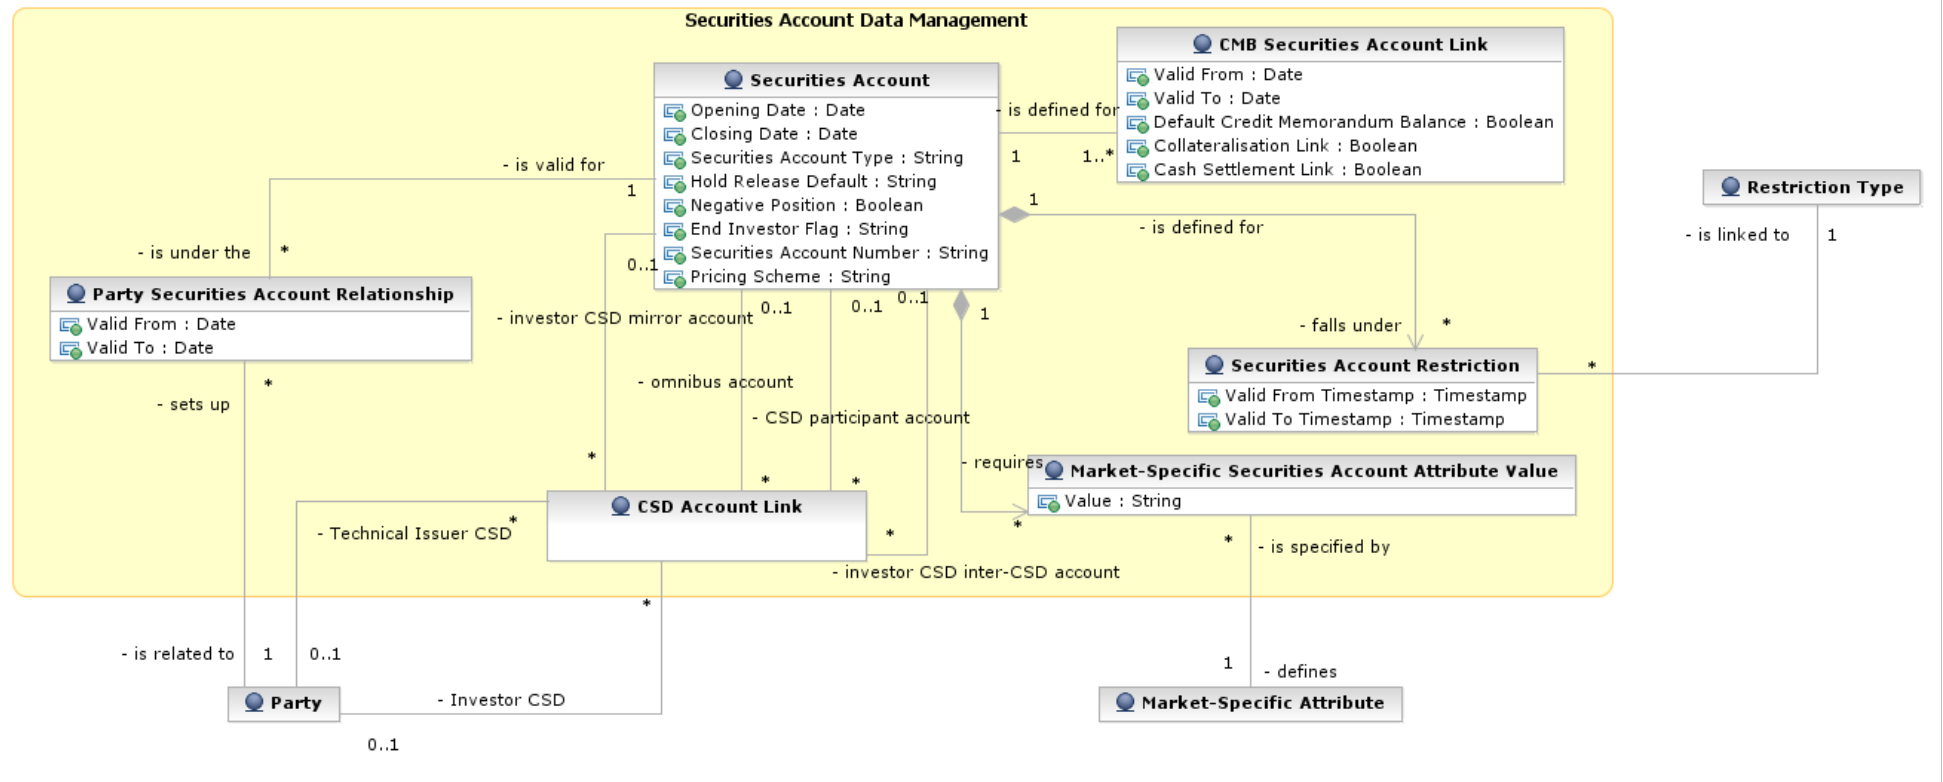 Securities Account Data Management
CMB Securities Account Link
Valid From : Date
Valid To : Date
Default Credit Memorandum Balance : Boolean
Collateralisation Link : Boolean
Cash Settlement Link : Boolean
Securities Account
Opening Date : Date
Closing Date : Date
Securities Account Type : String
Hold Release Default : String
Negative Position : Boolean
End Investor Flag : String
Securities Account Number : String
Pricing Scheme : String
- is defined for
1
1..*
- is valid for
1
- is under the
*
Restriction Type
- is linked to
1
1
- is defined for
- falls under
*
Party Securities Account Relationship
Valid From : Date
Valid To : Date
*
- sets up
0..1
- investor CSD mirror account
0..1
0..1
0..1
1
- omnibus account
- CSD participant account
Securities Account Restriction
Valid From Timestamp : Timestamp
Valid To Timestamp : Timestamp
*
*
*
*
- requires
Market-Specific Securities Account Attribute Value
Value : String
*
CSD Account Link
*
- Technical Issuer CSD
*
- investor CSD inter-CSD account
*
- is specified by
*
- is related to
1
0..1
Party
- Investor CSD
0..1
1
- defines
Market-Specific Attribute